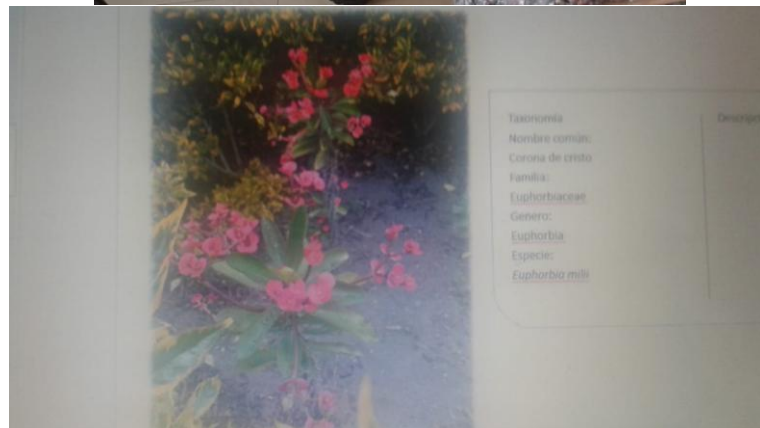 Taxonomía
Nombre común:
Corona de cristo
Familia:
Euphorbiaceae
Genero:
Euphorbia
Especie:
Euphorbia milii